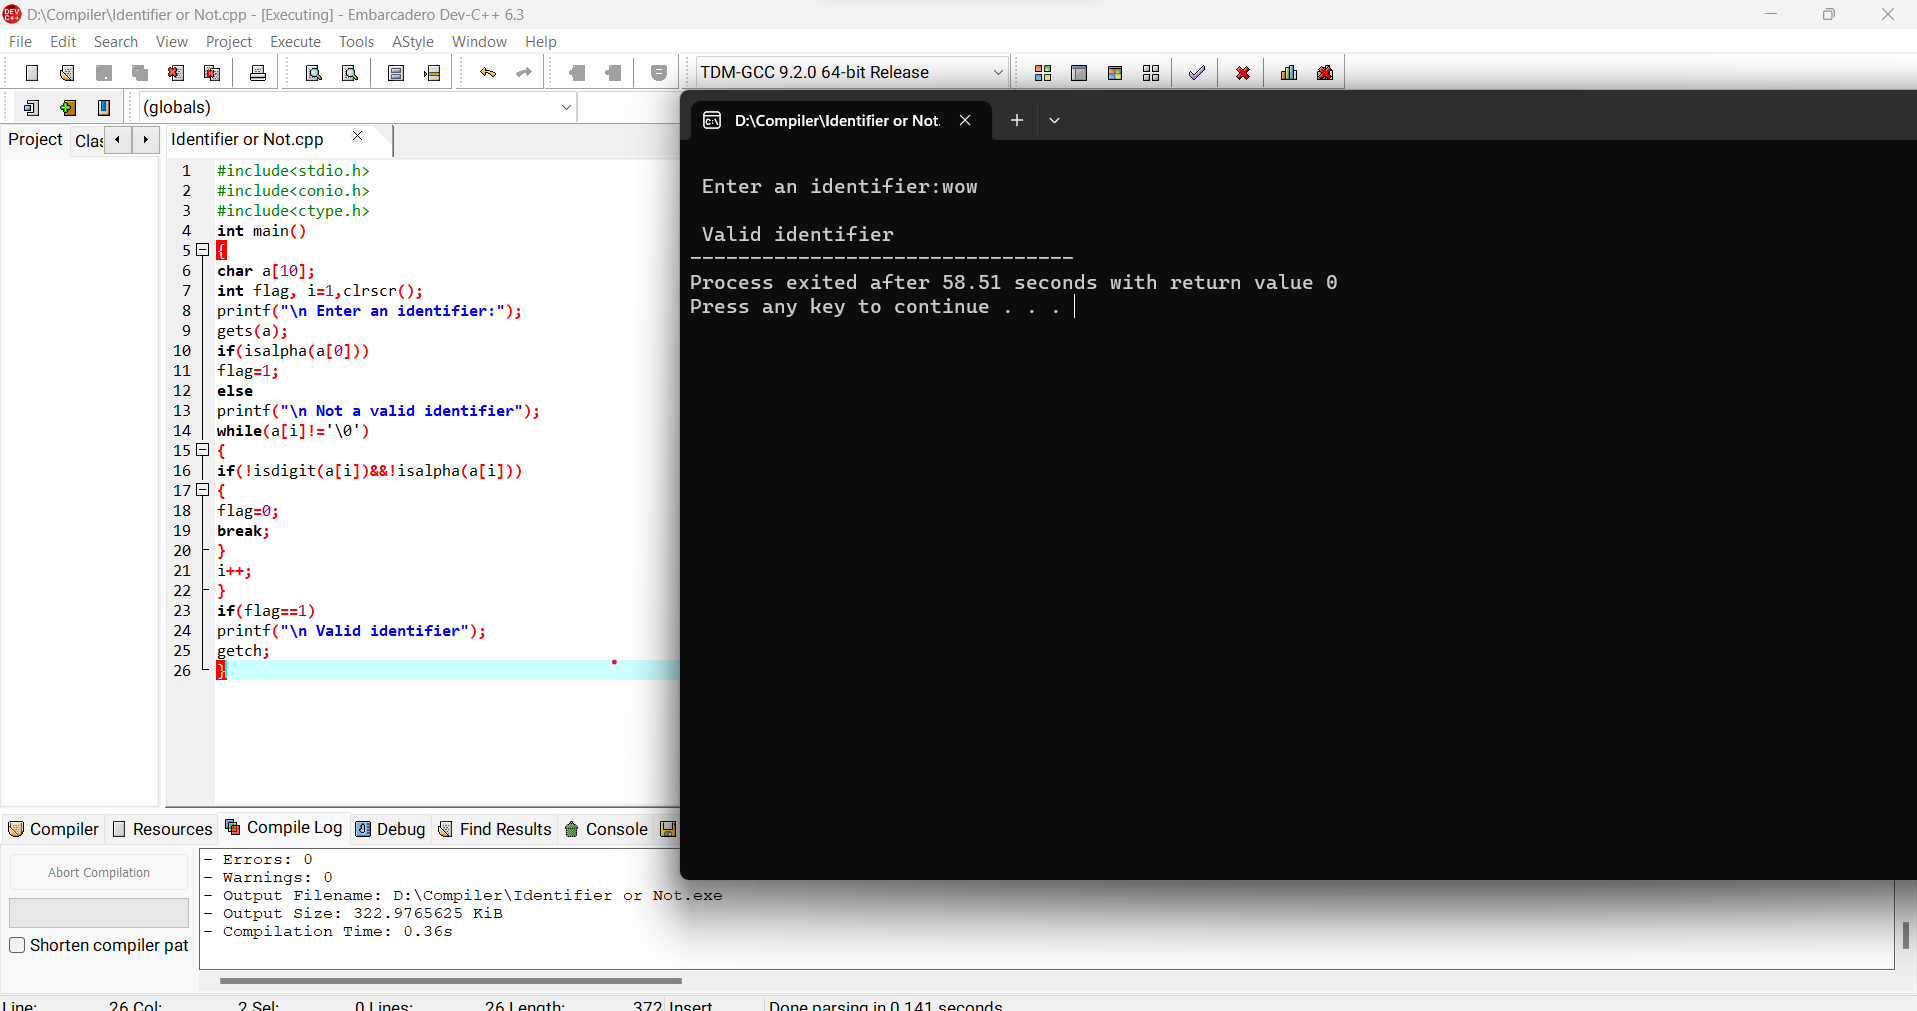 D:\Compiler\Identifier or Not.cpp - [Executing] - Embarcadero Dev-C++ 6.3
File Edit Search View Project Execute Tools AStyle Window Help
TDM-GCC 9.2.0 64-bit Release
(globals)
Project Clas
Identifier or Not.cpp
1 #include<stdio.h>
2 #include<conio.h>
3 #include<ctype.h>
4 int main()
5 {
6 char a[10];
7 int flag, i=1,clrscr();
8 printf("\n Enter an identifier:");
9 gets(a);
10 if(isalpha(a[0]))
11 flag=1;
12 else
13 printf("\n Not a valid identifier");
14 while(a[i]!='\0')
15 {
16 if(!isdigit(a[i])&&!isalpha(a[i]))
17 {
18 flag=0;
19 break;
20 }
21 i++;
22 }
23 if(flag==1)
24 printf("\n Valid identifier");
25 getch;
26 }
D:\Compiler\Identifier or Not.
Enter an identifier:wow
Valid identifier
--------------------------------
Process exited after 58.51 seconds with return value 0
Press any key to continue . . .
Compiler Resources Compile Log Debug Find Results Console
Abort Compilation
Shorten compiler pat
- Errors: 0
- Warnings: 0
- Output Filename: D:\Compiler\Identifier or Not.exe
- Output Size: 322.9765625 KiB
- Compilation Time: 0.36s
Line: 26 Col: 2 Sel: 0 Lines: 26 Length: 372 Insert Done parsing in 0.141 seconds